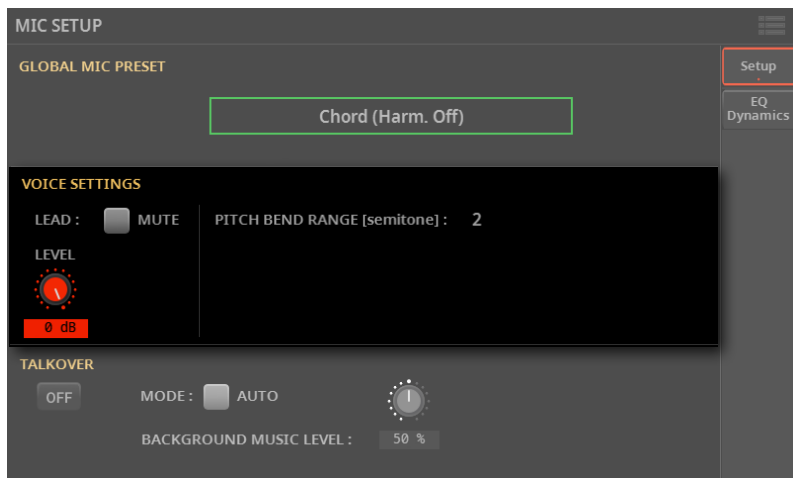 MIC SETUP
GLOBAL MIC PRESET
Setup
Chord (Harm. Off)
EQ
Dynamics
VOICE SETTINGS
LEAD : MUTE PITCH BEND RANGE [semitone] : 2
LEVEL
0 dB
TALKOVER
OFF MODE : AUTO
BACKGROUND MUSIC LEVEL : 50 %